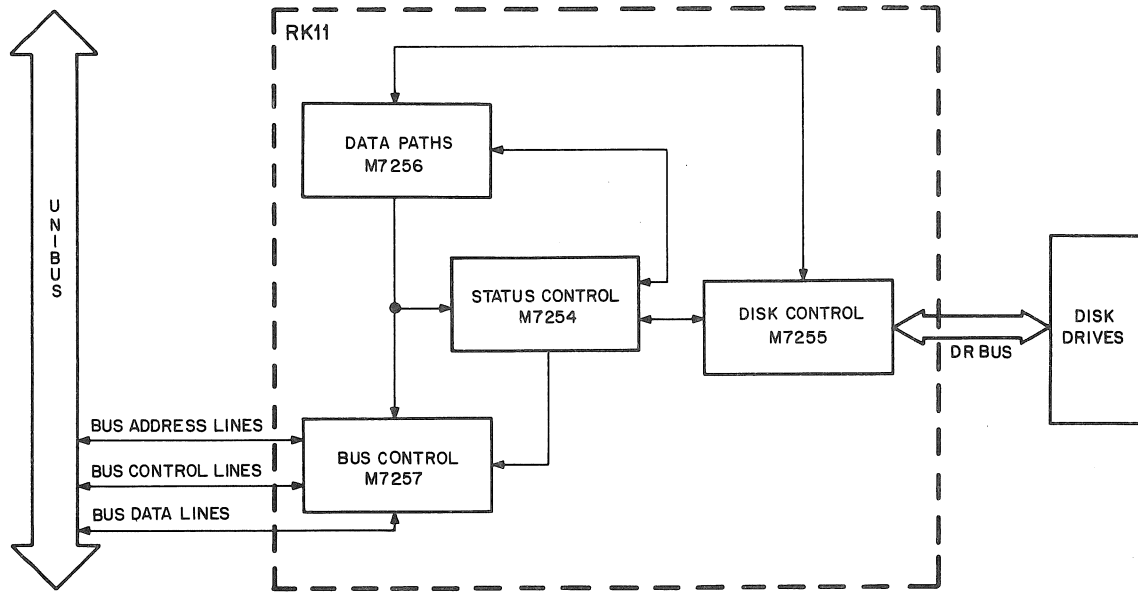 RK11
UNIBUS
DATA PATHS
M7256
STATUS CONTROL
M7254
DISK CONTROL
M7255
DR BUS
DISK
DRIVES
BUS ADDRESS LINES
BUS CONTROL LINES
BUS DATA LINES
BUS CONTROL
M7257